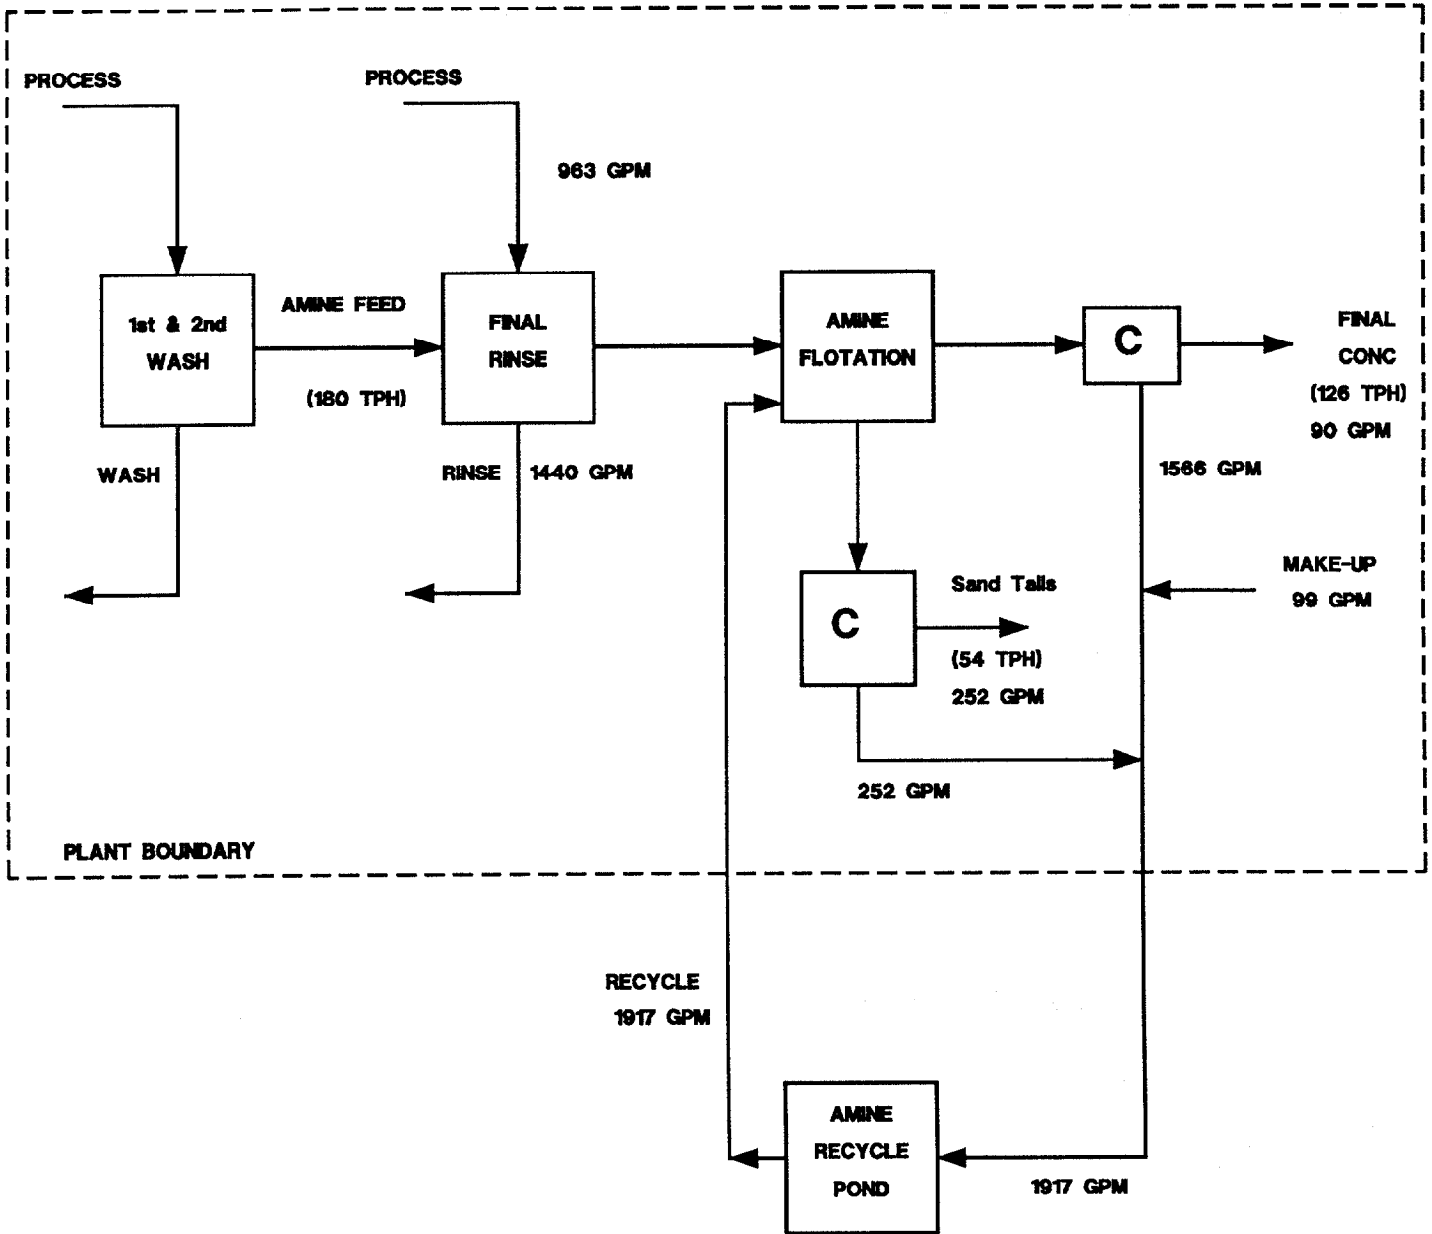 PROCESS
PROCESS
963 GPM
1st & 2nd
WASH
AMINE FEED
(180 TPH)
FINAL
RINSE
AMINE
FLOTATION
C
FINAL
CONC
(126 TPH)
90 GPM
WASH
RINSE
1440 GPM
1566 GPM
MAKE-UP
99 GPM
C
Sand Tails
(54 TPH)
252 GPM
252 GPM
PLANT BOUNDARY
RECYCLE
1917 GPM
AMINE
RECYCLE
POND
1917 GPM